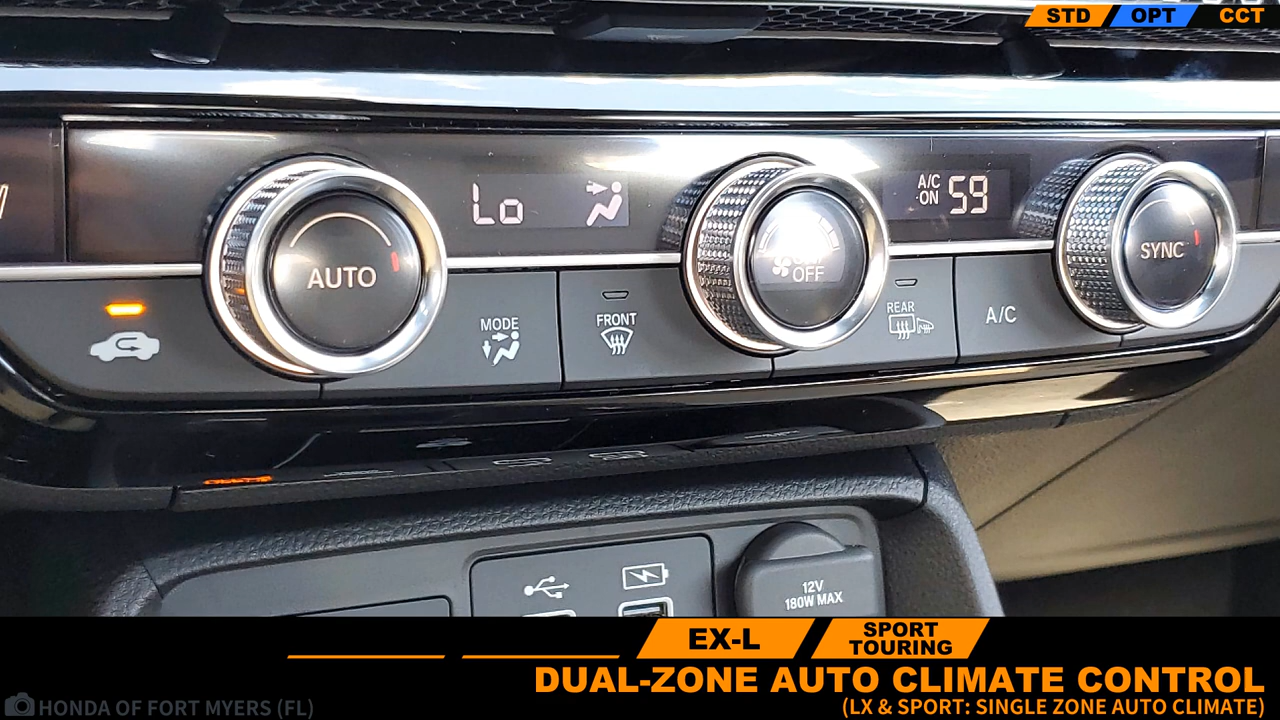 STD OPT CCT
Lo
A/C
ON
59
AUTO
OFF
SYNC
MODE
FRONT
REAR
A/C
12V
180W MAX
EX-L
SPORT
TOURING
DUAL-ZONE AUTO CLIMATE CONTROL
(LX & SPORT: SINGLE ZONE AUTO CLIMATE)
HONDA OF FORT MYERS (FL)